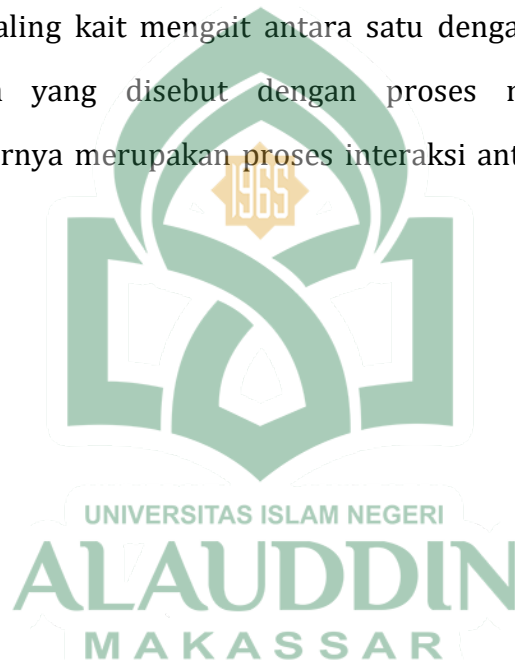 aling kait mengait antara satu denga
yang disebut dengan proses
rnya merupakan proses interaksi ant
1965
UNIVERSITAS ISLAM NEGERI
ALAUDDIN
MAKASSAR